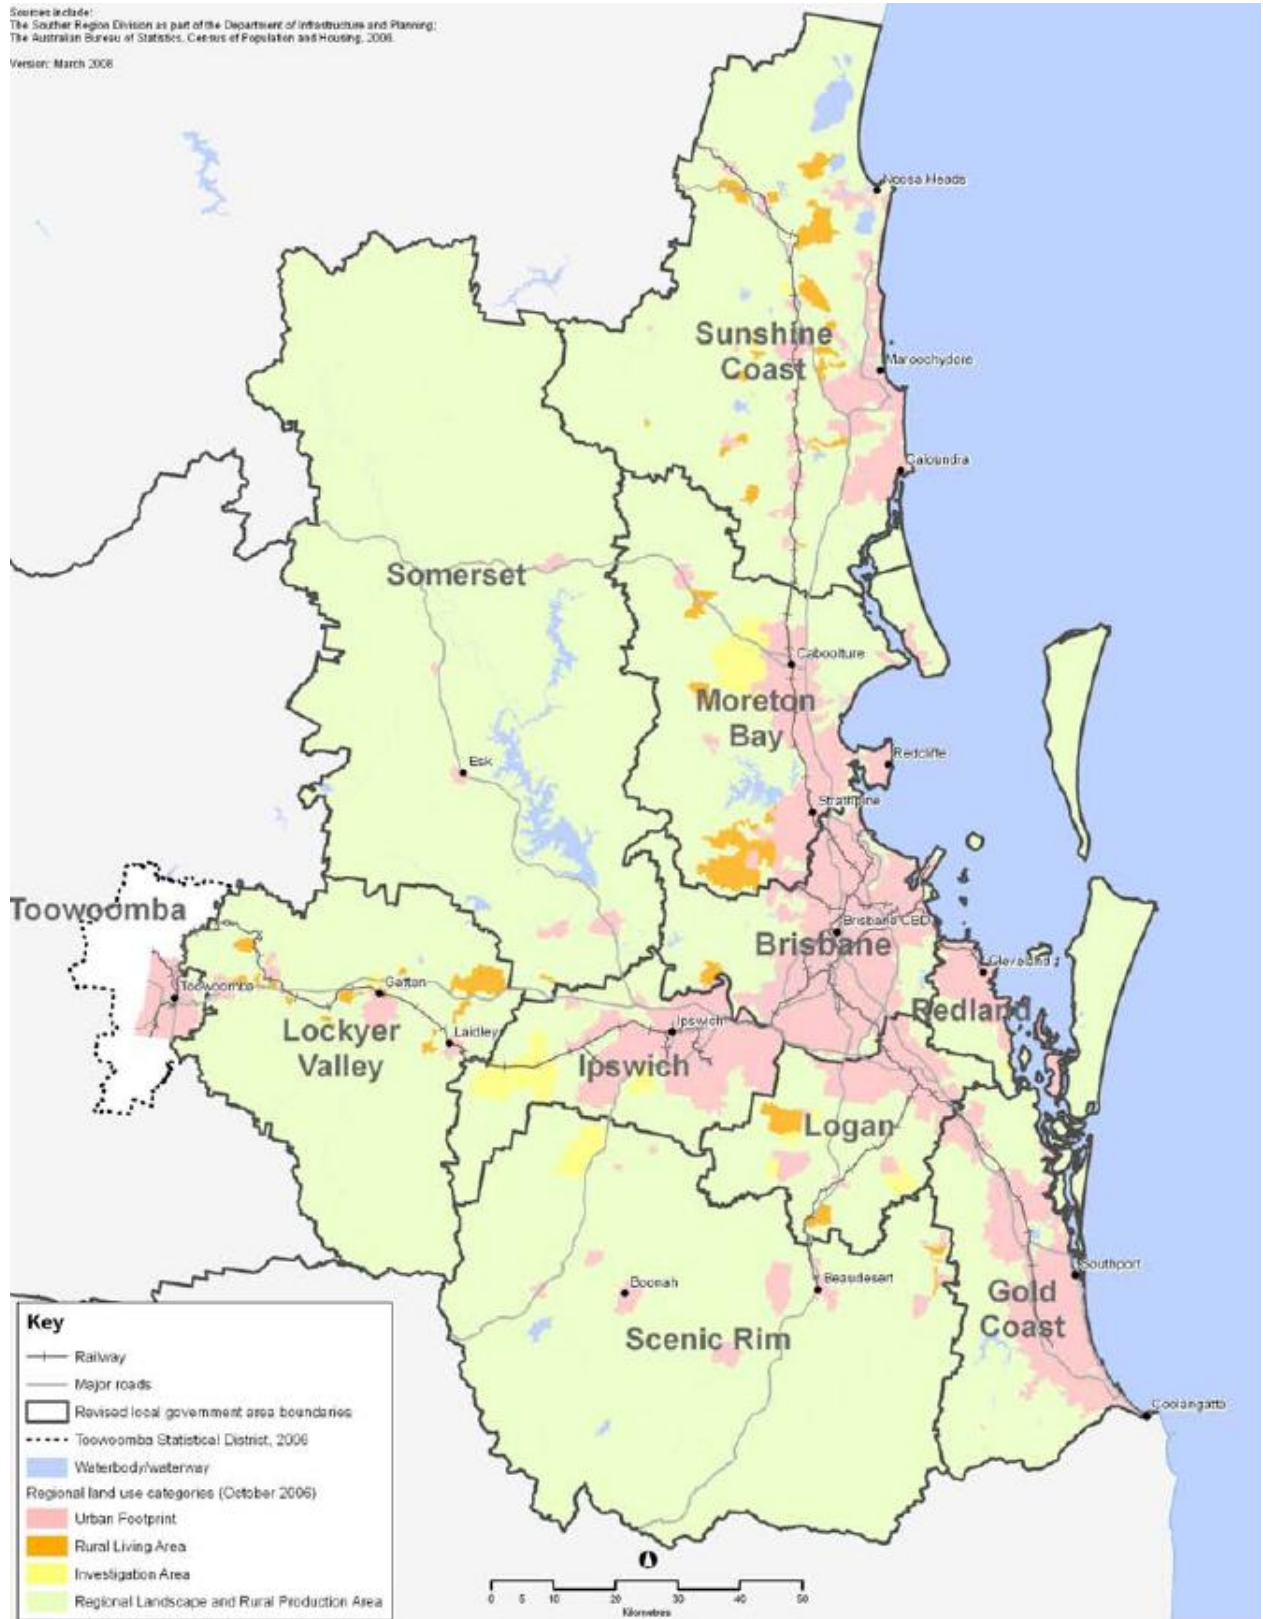 Sources include:
The Souther Region Division as part of the Department of Infrastructure and Planning;
The Australian Bureau of Statistics, Census of Population and Housing, 2006.
Version: March 2008
Noosa Heads
Sunshine
Coast
Maroochydore
Caloundra
Somerset
Caboolture
Moreton
Bay
Redcliffe
Esk
Strathpine
Toowoomba
Brisbane CBD
Brisbane
Cleveland
Toowoomba
Gatton
Redland
Lockyer
Valley
Laidley
Ipswich
Ipswich
Logan
Southport
Boonah
Beaudesert
Gold
Coast
Scenic Rim
Coolangatta
Key
Railway
Major roads
Revised local government area boundaries
Toowoomba Statistical District, 2006
Waterbody/waterway
Regional land use categories (October 2006)
Urban Footprint
Rural Living Area
Investigation Area
Regional Landscape and Rural Production Area
0 5 10 20 30 40 50
Kilometres